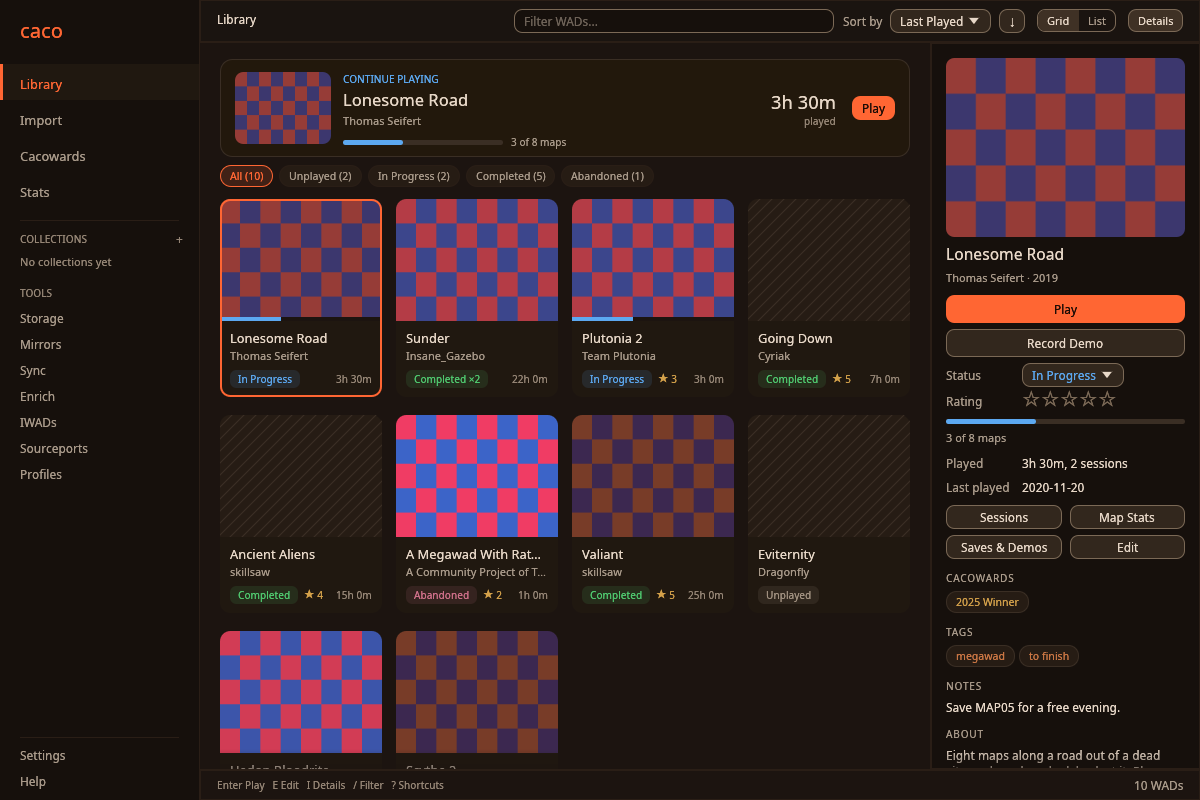 caco
Library
Import
Cacowards
Stats
COLLECTIONS +
No collections yet
TOOLS
Storage
Mirrors
Sync
Enrich
IWADs
Sourceports
Profiles
Settings
Help
Library
Filter WADs...
Sort by
Last Played ▼
↓
Grid List
Details
CONTINUE PLAYING
Lonesome Road
Thomas Seifert
3 of 8 maps
3h 30m
played
Play
All (10) Unplayed (2) In Progress (2) Completed (5) Abandoned (1)
Lonesome Road
Thomas Seifert
In Progress 3h 30m
Sunder
Insane_Gazebo
Completed ×2 22h 0m
Plutonia 2
Team Plutonia
In Progress ★ 3 3h 0m
Going Down
Cyriak
Completed ★ 5 7h 0m
Ancient Aliens
skillsaw
Completed ★ 4 15h 0m
A Megawad With Rat...
A Community Project of T...
Abandoned ★ 2 1h 0m
Valiant
skillsaw
Completed ★ 5 25h 0m
Eviternity
Dragonfly
Unplayed
Lonesome Road
Thomas Seifert · 2019
Play
Record Demo
Status In Progress ▼
Rating ☆☆☆☆☆
3 of 8 maps
Played 3h 30m, 2 sessions
Last played 2020-11-20
Sessions Map Stats
Saves & Demos Edit
CACOWARDS
2025 Winner
TAGS
megawad to finish
NOTES
Save MAP05 for a free evening.
ABOUT
Eight maps along a road out of a dead
Enter Play E Edit I Details / Filter ? Shortcuts
10 WADs